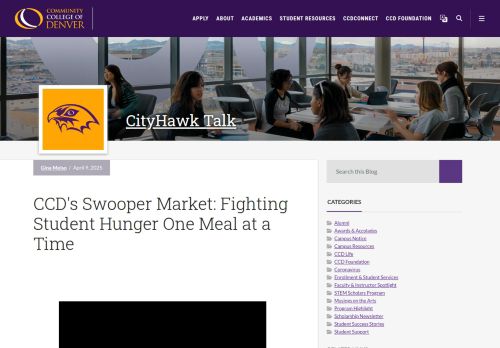 COMMUNITY
COLLEGE OF
DENVER
APPLY ABOUT ACADEMICS STUDENT RESOURCES CCDCONNECT CCD FOUNDATION
CityHawk Talk
Gina Meiso / April 9, 2025
CCD's Swooper Market: Fighting
Student Hunger One Meal at a
Time
Search this Blog
CATEGORIES
Alumni
Awards & Accolades
Campus Notice
Campus Resources
CCD Life
CCD Foundation
Coronavirus
Enrollment & Student Services
Faculty & Instructor Spotlight
STEM Scholars Program
Musings on the Arts
Program Highlight
Scholarship Newsletter
Student Success Stories
Student Support